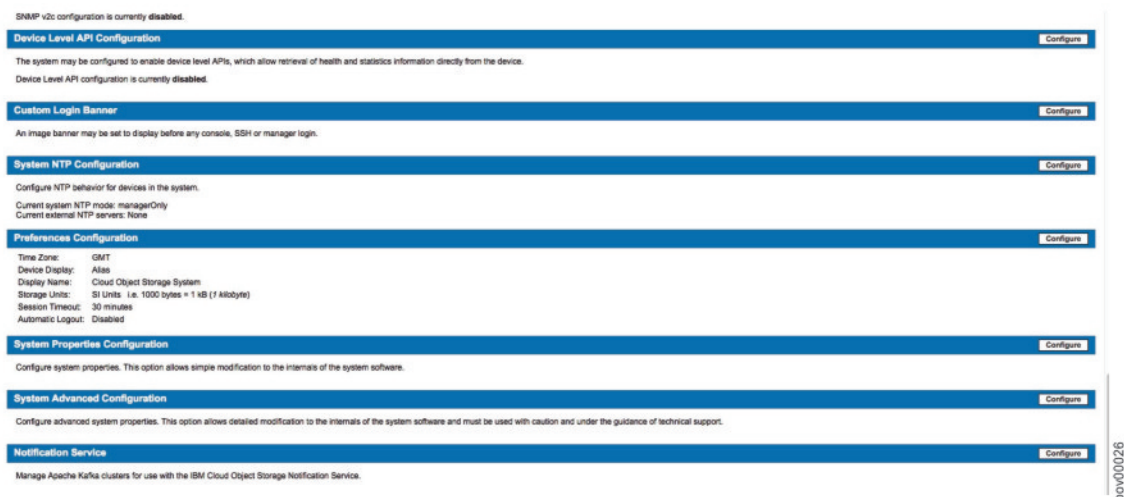 SNMP v2c configuration is currently disabled.
Device Level API Configuration
Configure
The system may be configured to enable device level APIs, which allow retrieval of health and statistics information directly from the device.
Device Level API configuration is currently disabled.
Custom Login Banner
Configure
An image banner may be set to display before any console, SSH or manager login.
System NTP Configuration
Configure
Configure NTP behavior for devices in the system.
Current system NTP mode: managerOnly
Current external NTP servers: None
Preferences Configuration
Configure
Time Zone: GMT
Device Display: Alias
Display Name: Cloud Object Storage System
Storage Units: SI Units i.e. 1000 bytes = 1 kB (1 kilobyte)
Session Timeout: 30 minutes
Automatic Logout: Disabled
System Properties Configuration
Configure
Configure system properties. This option allows simple modification to the internals of the system software.
System Advanced Configuration
Configure
Configure advanced system properties. This option allows detailed modification to the internals of the system software and must be used with caution and under the guidance of technical support.
Notification Service
Configure
Manage Apache Kafka clusters for use with the IBM Cloud Object Storage Notification Service.